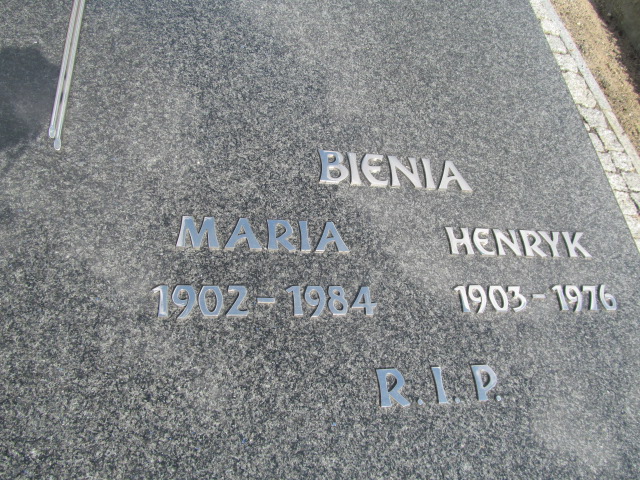 BIENIA
MARIA HENRYK
1902-1984 1903-1976
R.I.P.